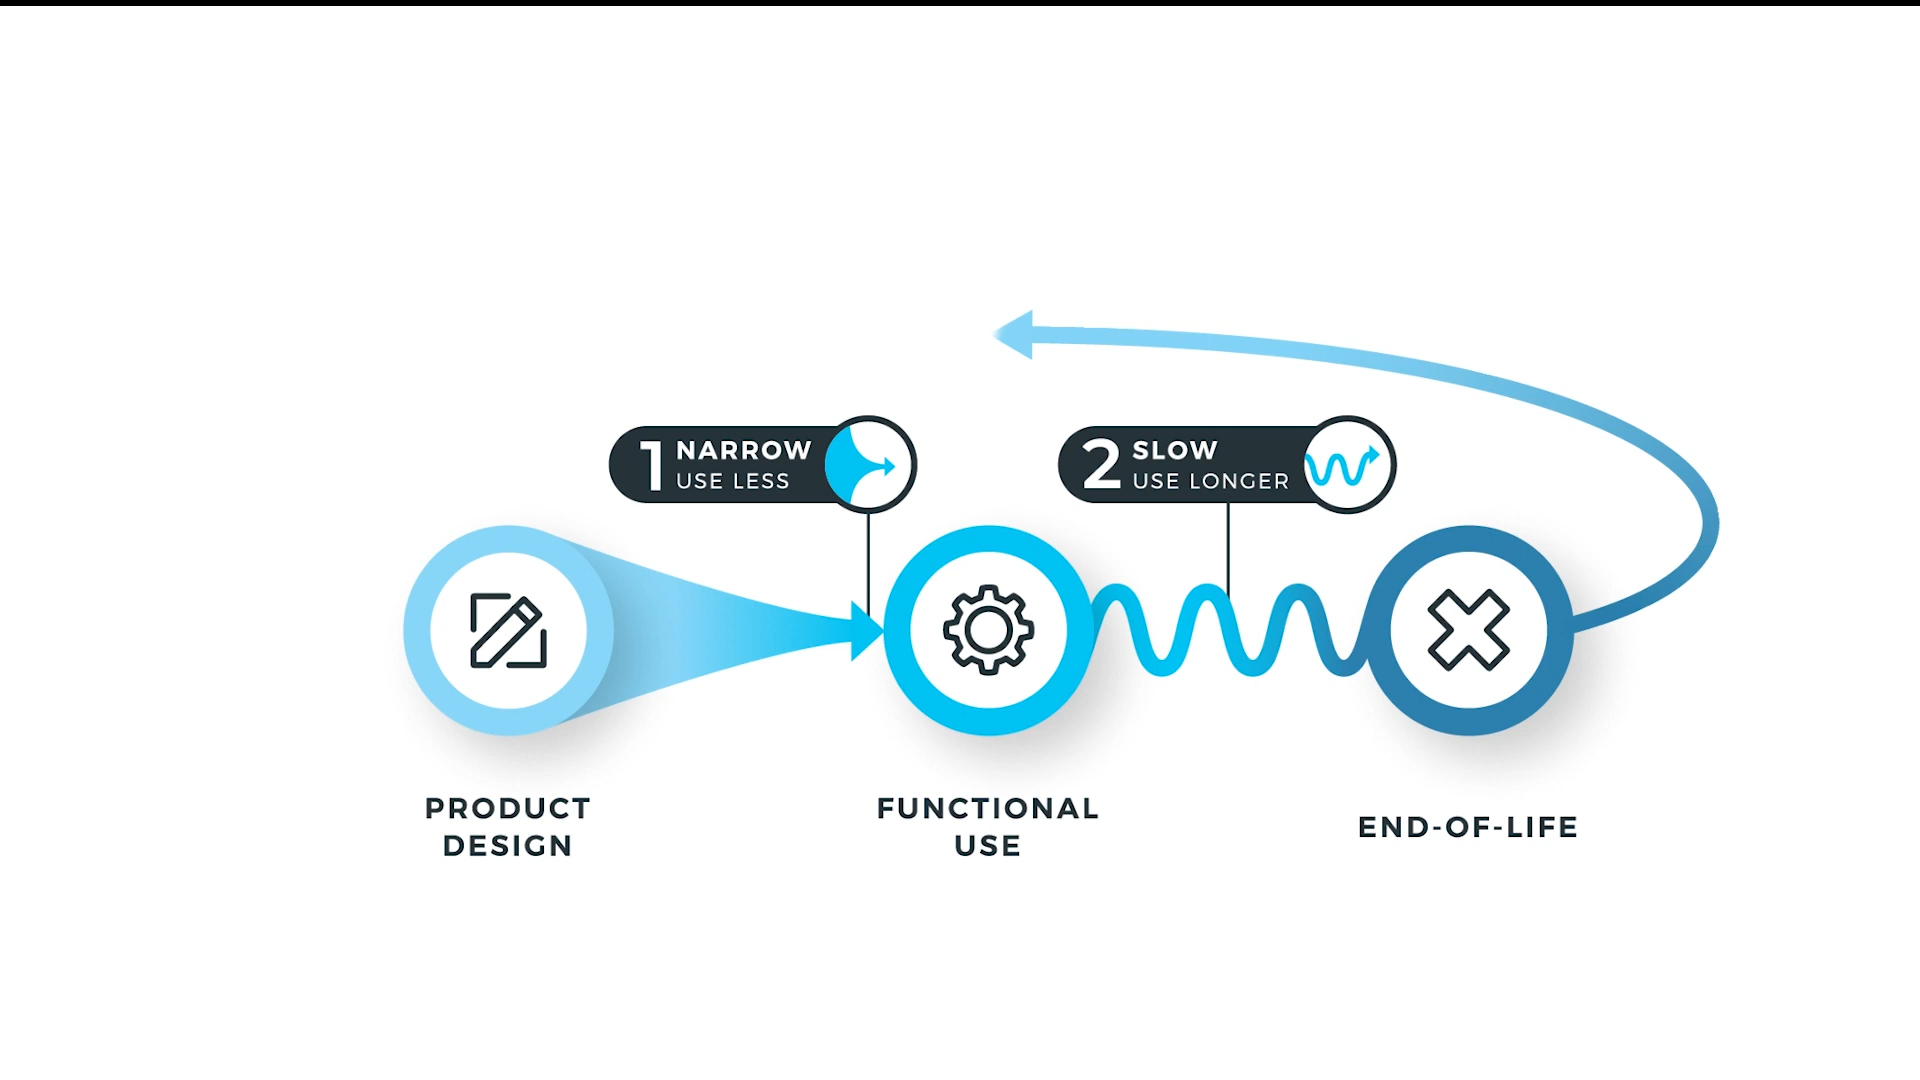 1 NARROW
USE LESS
2 SLOW
USE LONGER
PRODUCT
DESIGN
FUNCTIONAL
USE
END-OF-LIFE